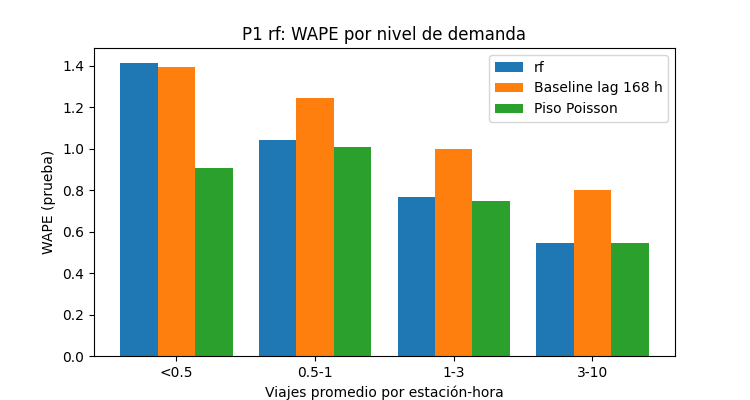 P1 rf: WAPE por nivel de demanda
rf
Baseline lag 168 h
Piso Poisson
WAPE (prueba)
1.4
1.2
1.0
0.8
0.6
0.4
0.2
0.0
<0.5
0.5-1
1-3
3-10
Viajes promedio por estación-hora